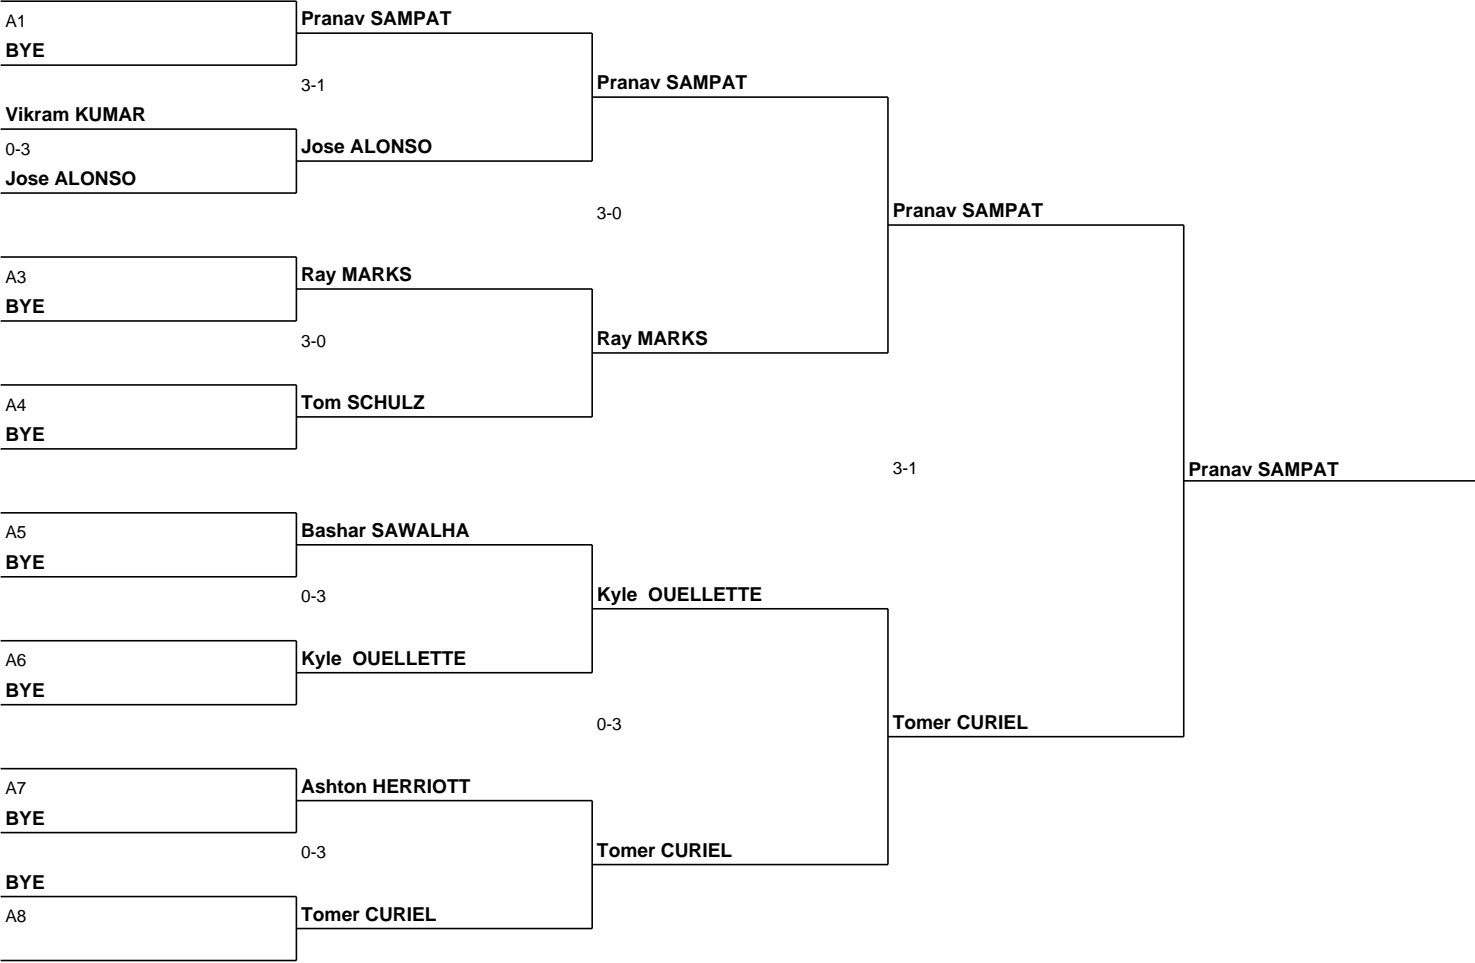 A1
BYE
Vikram KUMAR
0-3
Jose ALONSO
A3
BYE
A4
BYE
A5
BYE
A6
BYE
A7
BYE
BYE
A8
Pranav SAMPAT
3-1
Jose ALONSO
Ray MARKS
3-0
Tom SCHULZ
Bashar SAWALHA
0-3
Kyle  OUELLETTE
Ashton HERRIOTT
0-3
Tomer CURIEL
Pranav SAMPAT
3-0
Ray MARKS
Kyle  OUELLETTE
0-3
Tomer CURIEL
Pranav SAMPAT
3-1
Tomer CURIEL
Pranav SAMPAT